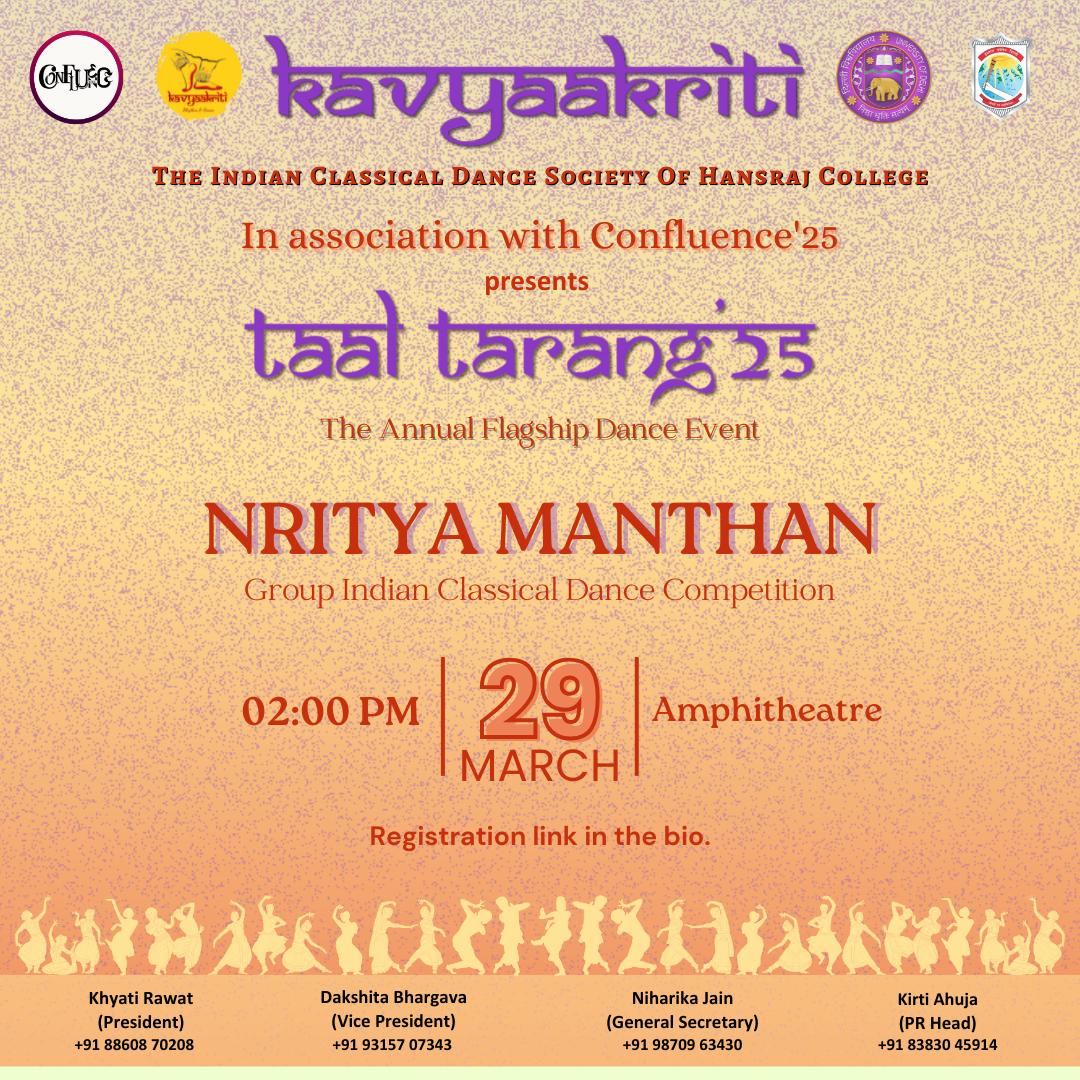 CONFLUENCE
kavyaakriti
kavyaakriti
The Indian Classical Dance Society Of Hansraj College
In association with Confluence'25
presents
taal tarang'25
The Annual Flagship Dance Event
NRITYA MANTHAN
Group Indian Classical Dance Competition
02:00 PM
29
MARCH
Amphitheatre
Registration link in the bio.
Khyati Rawat
(President)
+91 88608 70208
Dakshita Bhargava
(Vice President)
+91 93157 07343
Niharika Jain
(General Secretary)
+91 98709 63430
Kirti Ahuja
(PR Head)
+91 83830 45914